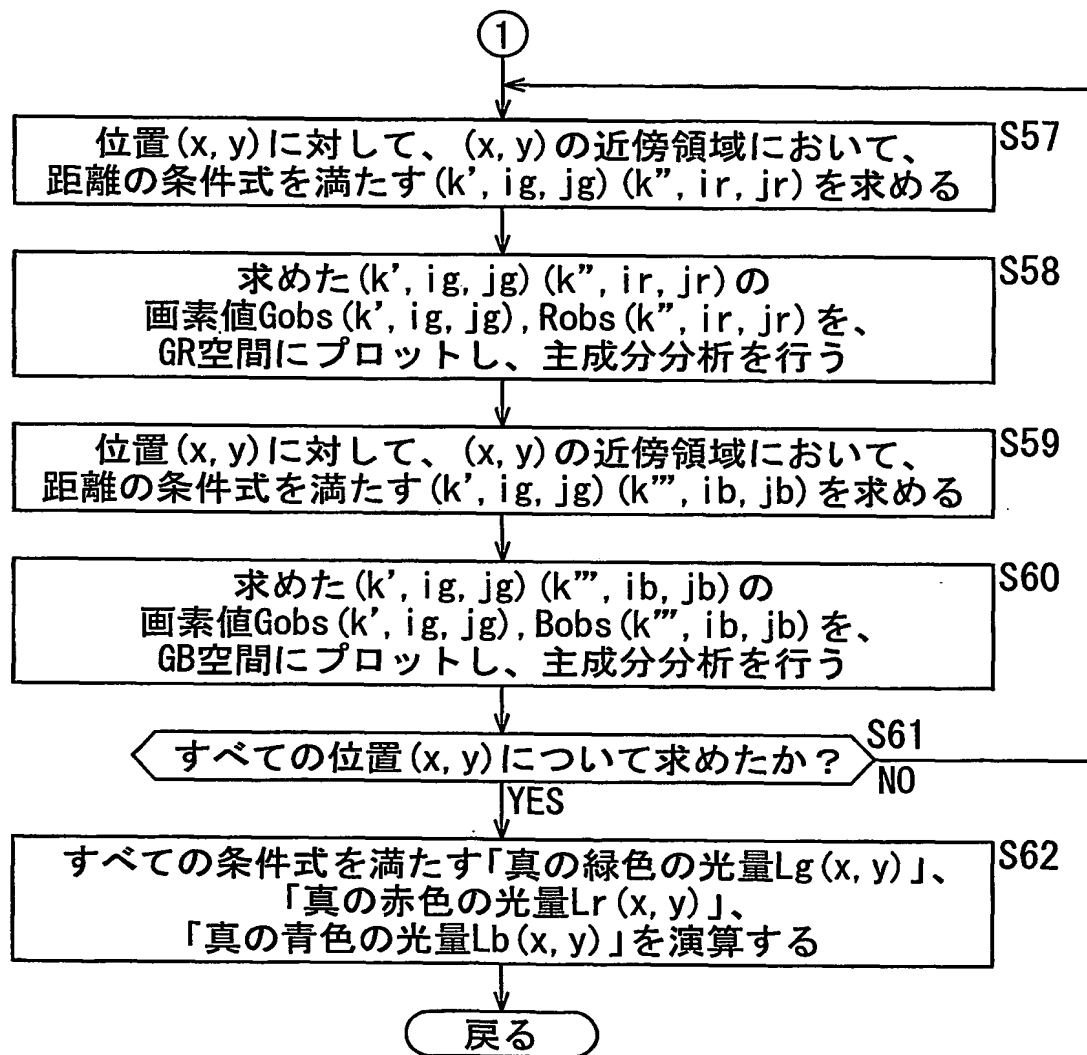 1
位置(x, y)に対して、(x, y)の近傍領域において、
S57
距離の条件式を満たす(k', ig, jg)(k", ir, jr)を求める
求めた(k', ig, jg)(k", ir, jr)の
S58
画素値Gobs(k', ig, jg), Robs(k", ir, jr)を、
GR空間にプロットし、主成分分析を行う
位置(x, y)に対して、(x, y)の近傍領域において、
S59
距離の条件式を満たす(k', ig, jg)(k"', ib, jb)を求める
求めた(k', ig, jg)(k"', ib, jb)の
S60
画素値Gobs(k', ig, jg), Bobs(k"', ib, jb)を、
GB空間にプロットし、主成分分析を行う
すべての位置(x, y)について求めたか?
S61
NO
YES
すべての条件式を満たす「真の緑色の光量Lg(x, y)」、
S62
「真の赤色の光量Lr(x, y)」、
「真の青色の光量Lb(x, y)」を演算する
戻る